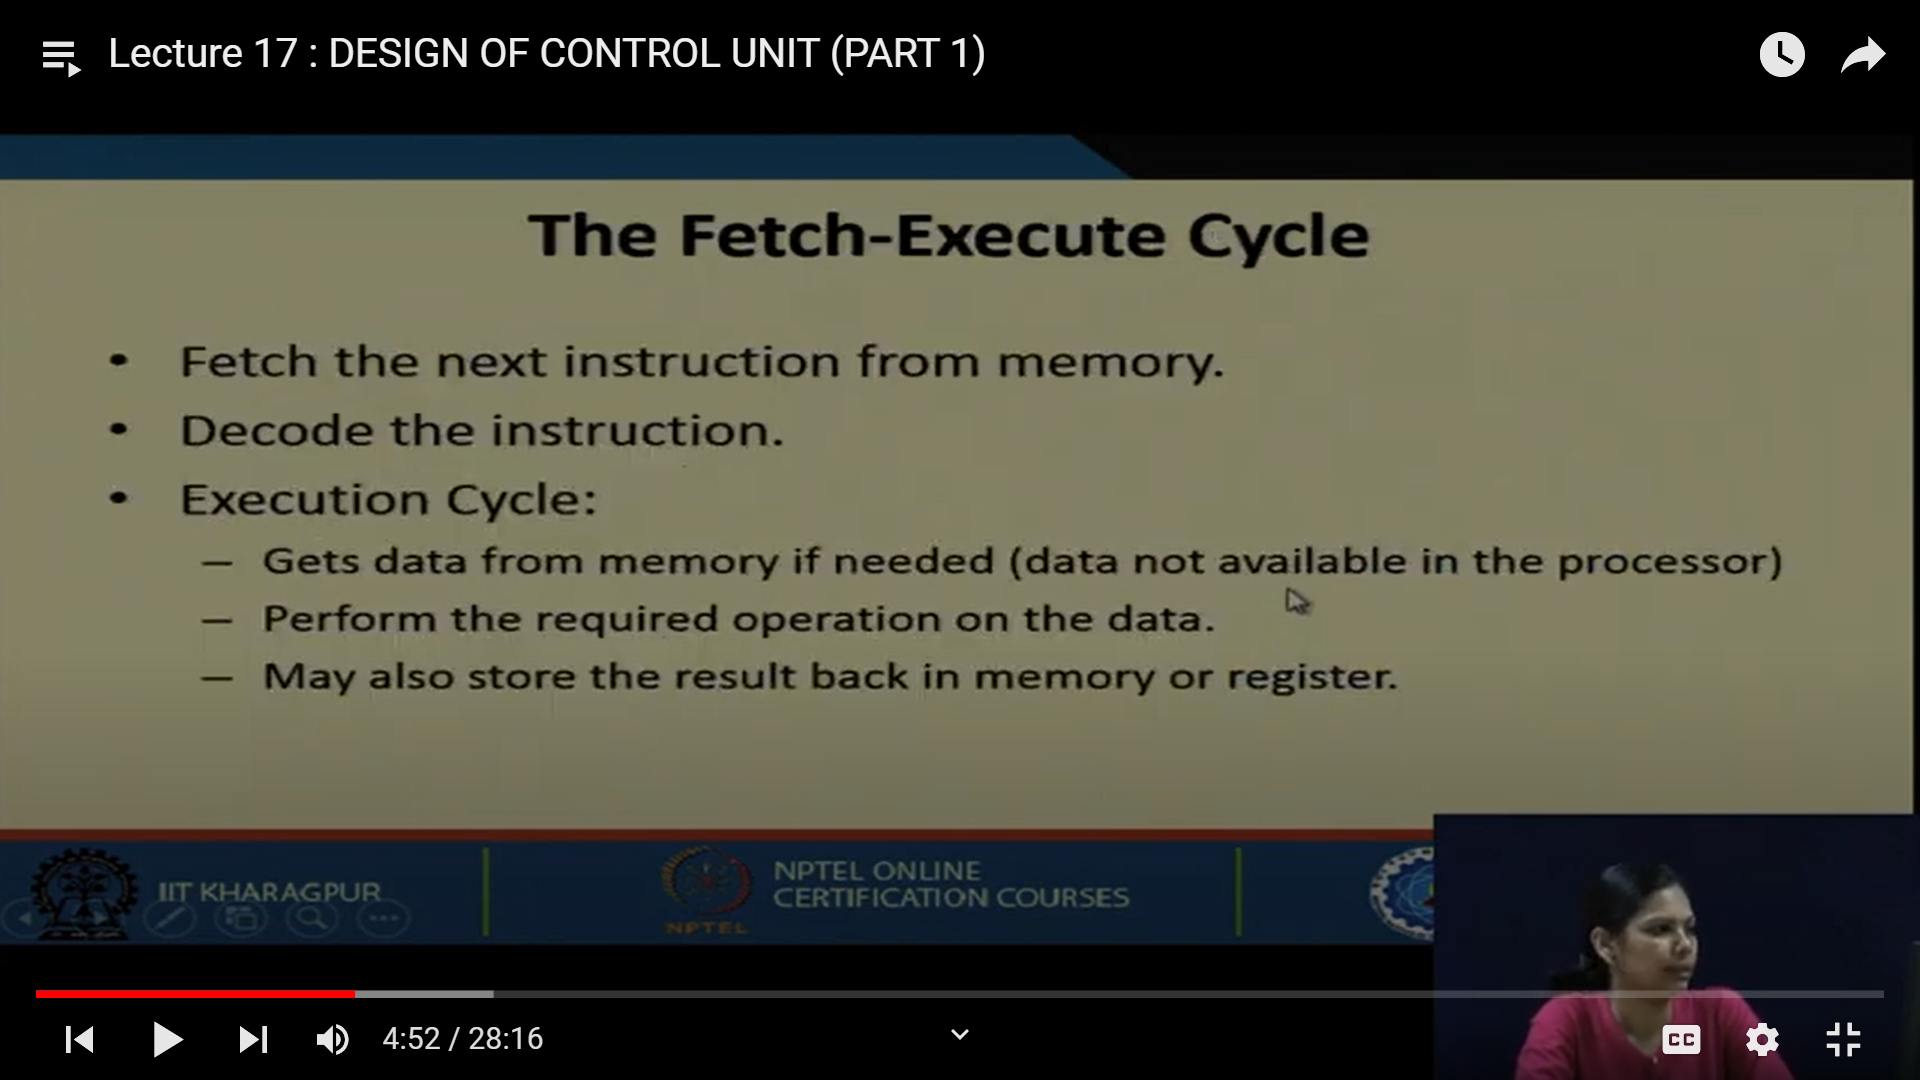 Lecture 17 : DESIGN OF CONTROL UNIT (PART 1)
The Fetch-Execute Cycle
• Fetch the next instruction from memory.
• Decode the instruction.
• Execution Cycle:
— Gets data from memory if needed (data not available in the processor)
— Perform the required operation on the data.
— May also store the result back in memory or register.
IIT KHARAGPUR
NPTEL
NPTEL ONLINE
CERTIFICATION COURSES
4:52 / 28:16
CC